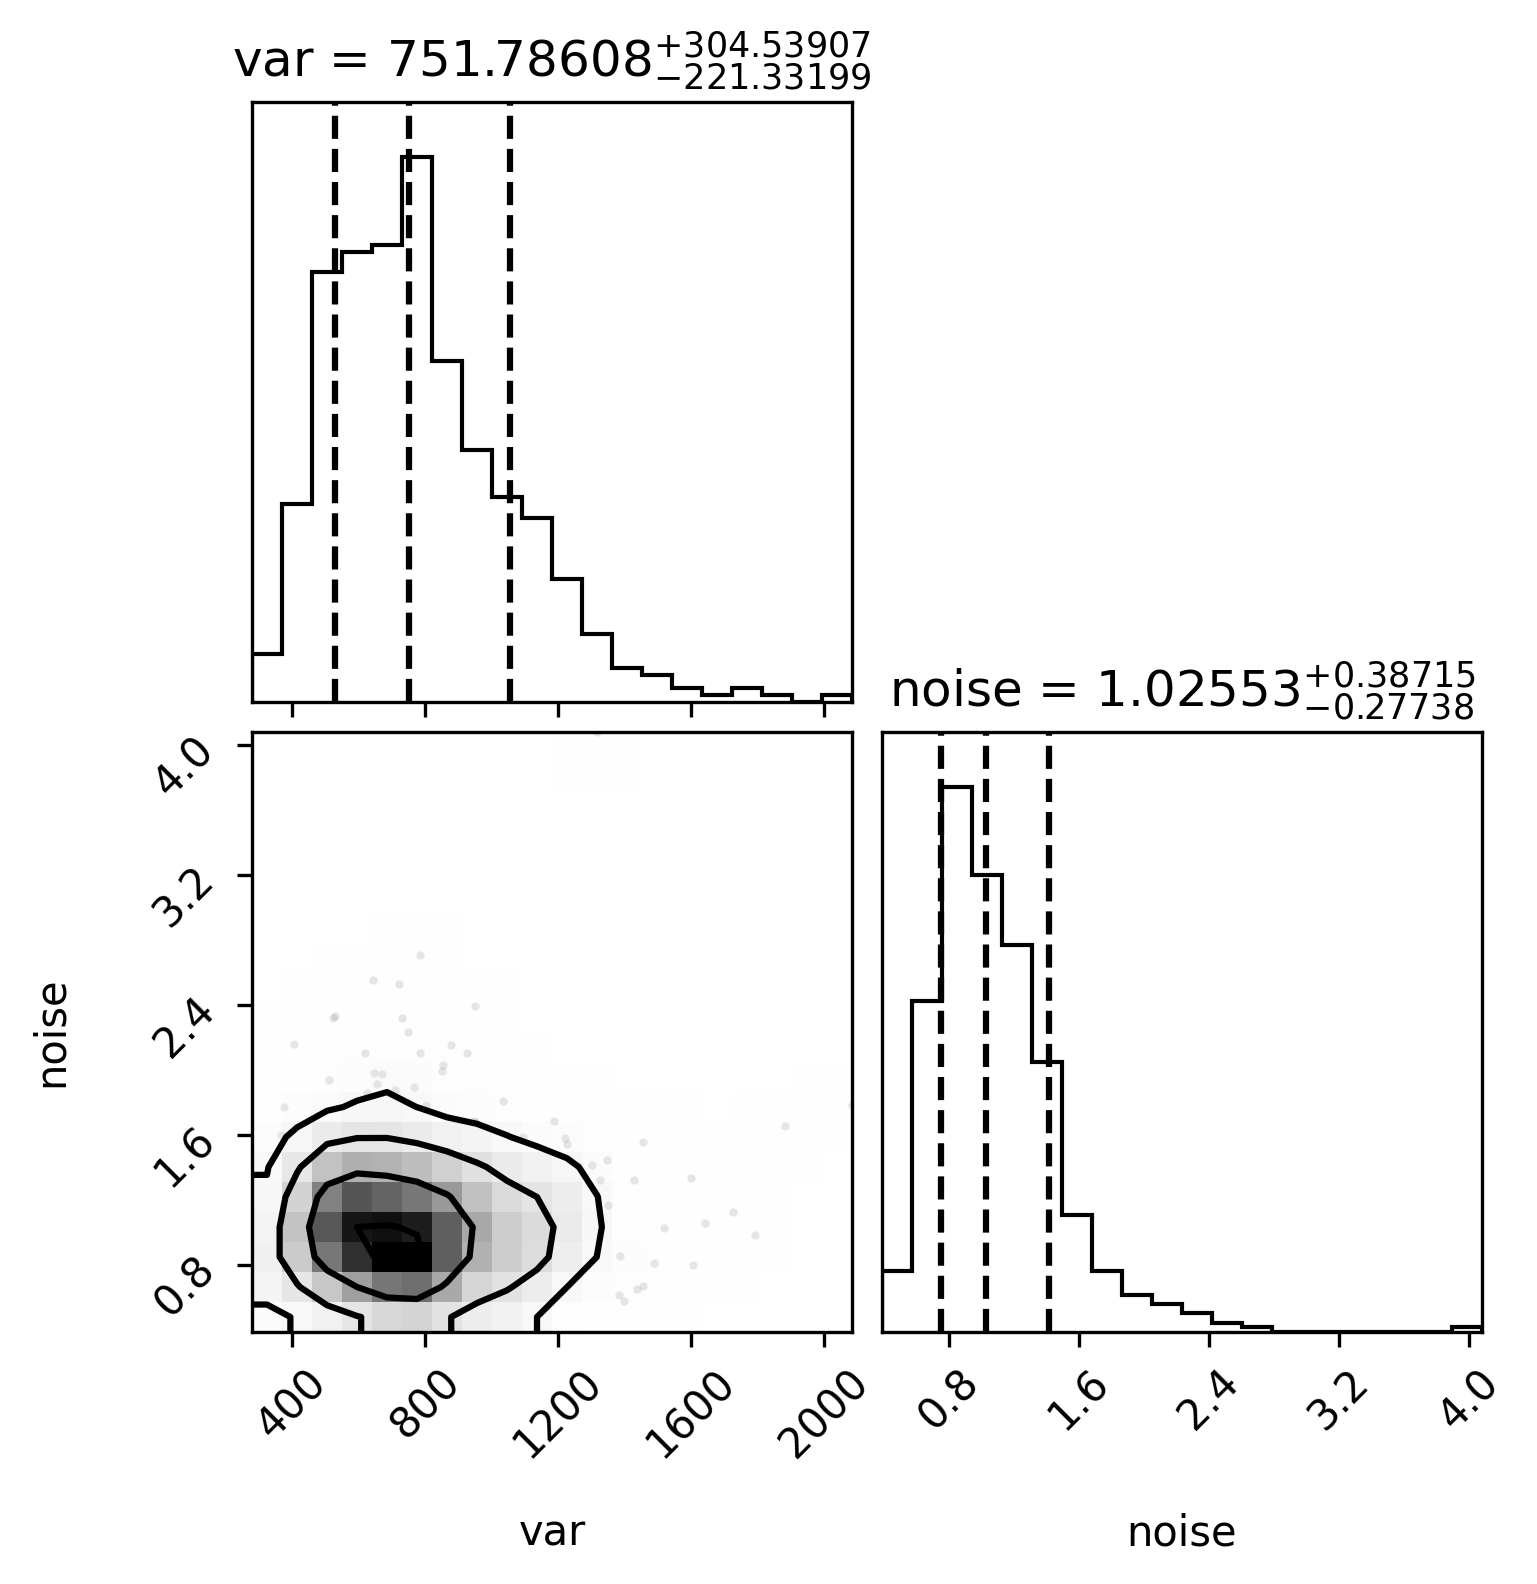 var = 751.78608+304.53907−221.33199
noise = 1.02553+0.38715−0.27738
4.0
3.2
2.4
1.6
0.8
noise
400 800 1200 1600 2000
0.8 1.6 2.4 3.2 4.0
var
noise